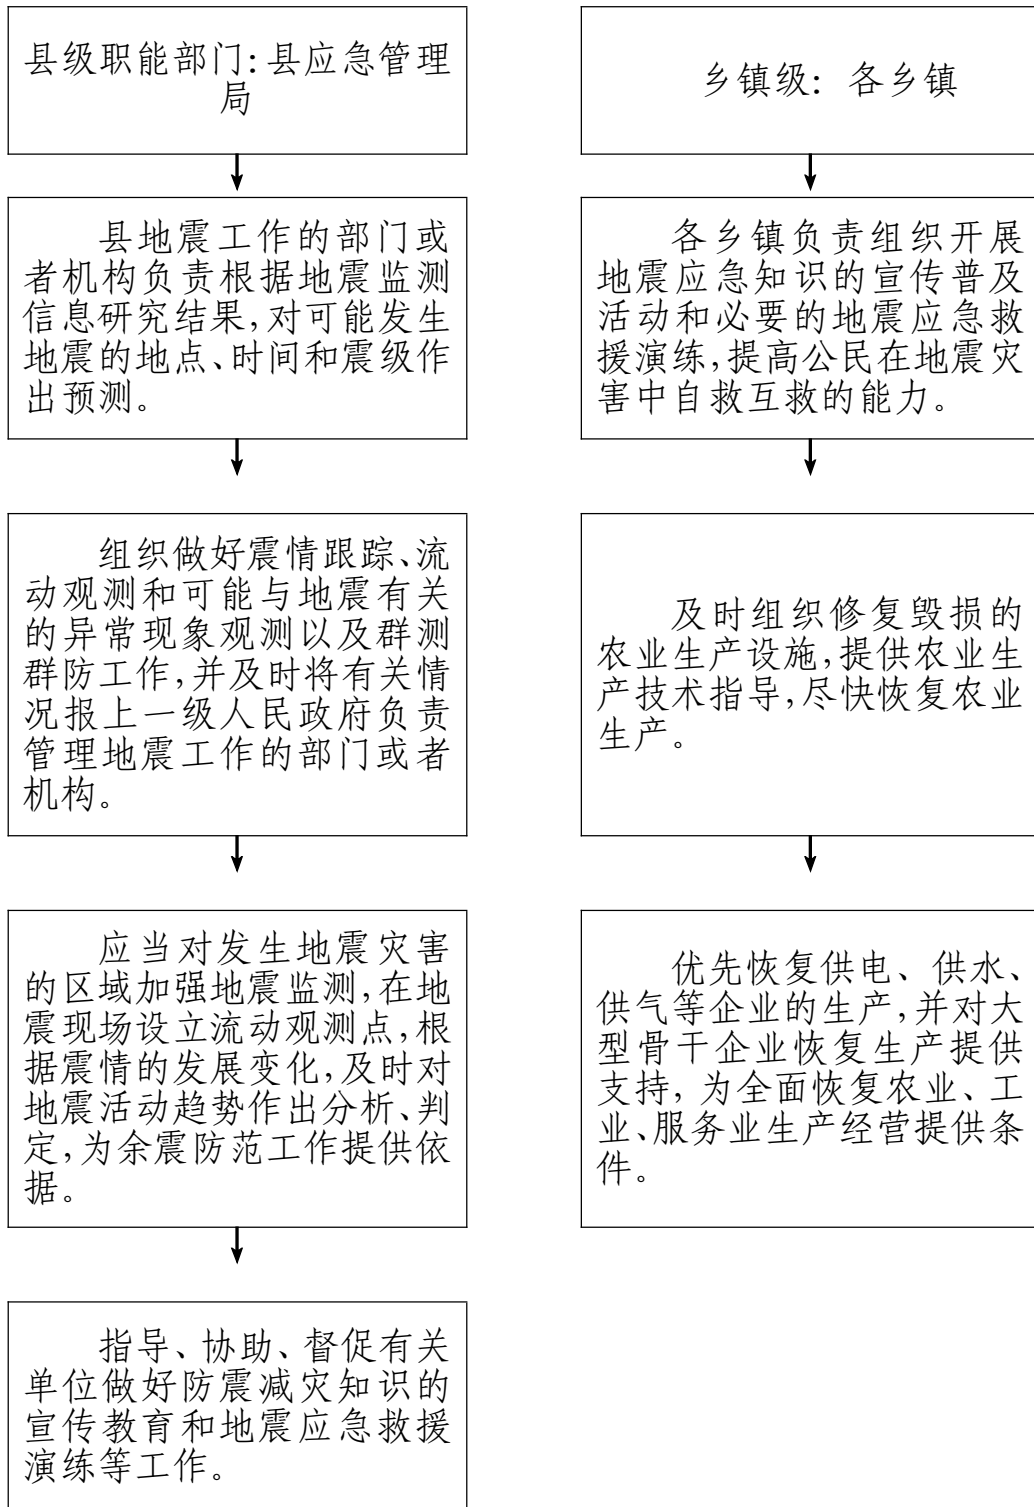 县级职能部门:县应急管理
局
县地震工作的部门或
者机构负责根据地震监测
信息研究结果,对可能发生
地震的地点、时间和震级作
出预测。
组织做好震情跟踪、流
动观测和可能与地震有关
的异常现象观测以及群测
群防工作,并及时将有关情
况报上一级人民政府负责
管理地震工作的部门或者
机构。
应当对发生地震灾害
的区域加强地震监测,在地
震现场设立流动观测点,根
据震情的发展变化,及时对
地震活动趋势作出分析、判
定,为余震防范工作提供依
据。
指导、协助、督促有关
单位做好防震减灾知识的
宣传教育和地震应急救援
演练等工作。
乡镇级: 各乡镇
各乡镇负责组织开展
地震应急知识的宣传普及
活动和必要的地震应急救
援演练,提高公民在地震灾
害中自救互救的能力。
及时组织修复毁损的
农业生产设施,提供农业生
产技术指导,尽快恢复农业
生产。
优先恢复供电、供水、
供气等企业的生产,并对大
型骨干企业恢复生产提供
支持, 为全面恢复农业、工
业、服务业生产经营提供条
件。